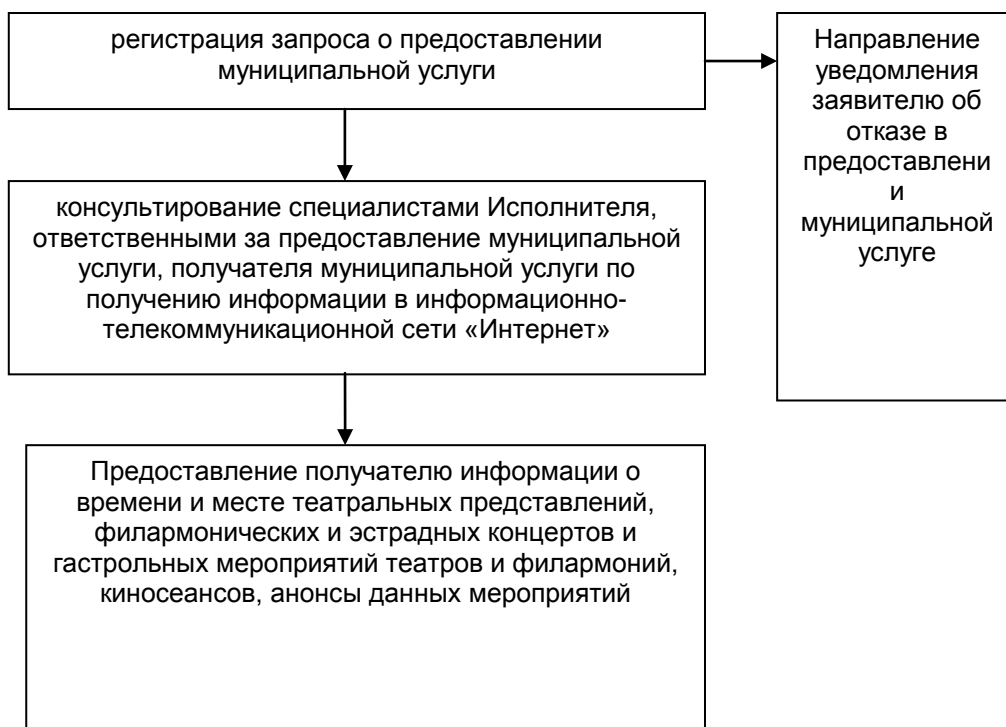 регистрация запроса о предоставлении
муниципальной услуги
Направление
уведомления
заявителю об
отказе в
предоставлени
и
муниципальной
услуге
консультирование специалистами Исполнителя,
ответственными за предоставление муниципальной
услуги, получателя муниципальной услуги по
получению информации в информационно-
телекоммуникационной сети «Интернет»
Предоставление получателю информации о
времени и месте театральных представлений,
филармонических и эстрадных концертов и
гастрольных мероприятий театров и филармоний,
киносеансов, анонсы данных мероприятий